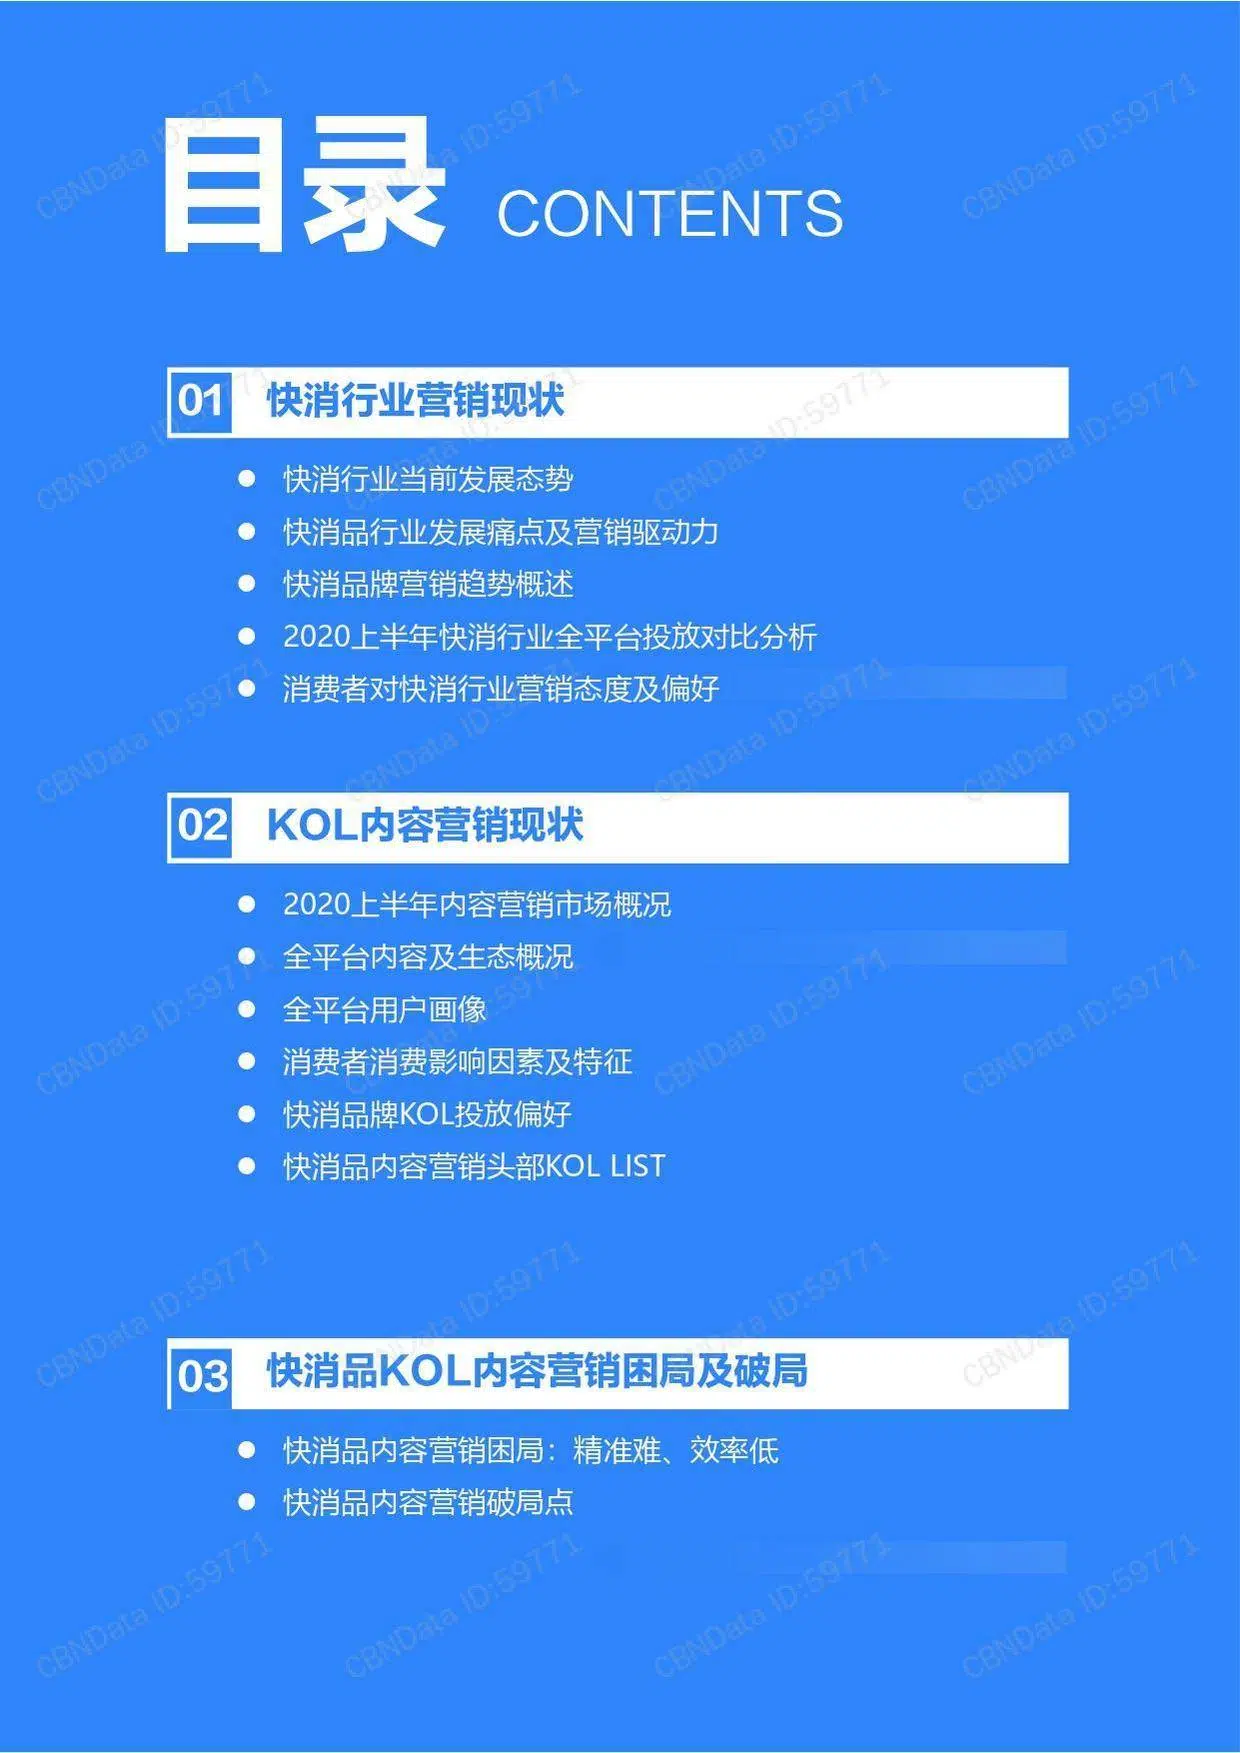 目录 CONTENTS
01 快消行业营销现状
● 快消行业当前发展态势
● 快消品行业发展痛点及营销驱动力
● 快消品牌营销趋势概述
● 2020上半年快消行业全平台投放对比分析
● 消费者对快消行业营销态度及偏好
02 KOL内容营销现状
● 2020上半年内容营销市场概况
● 全平台内容及生态概况
● 全平台用户画像
● 消费者消费影响因素及特征
● 快消品牌KOL投放偏好
● 快消品内容营销头部KOL LIST
03 快消品KOL内容营销困局及破局
● 快消品内容营销困局：精准难、效率低
● 快消品内容营销破局点
CBNData ID:59771